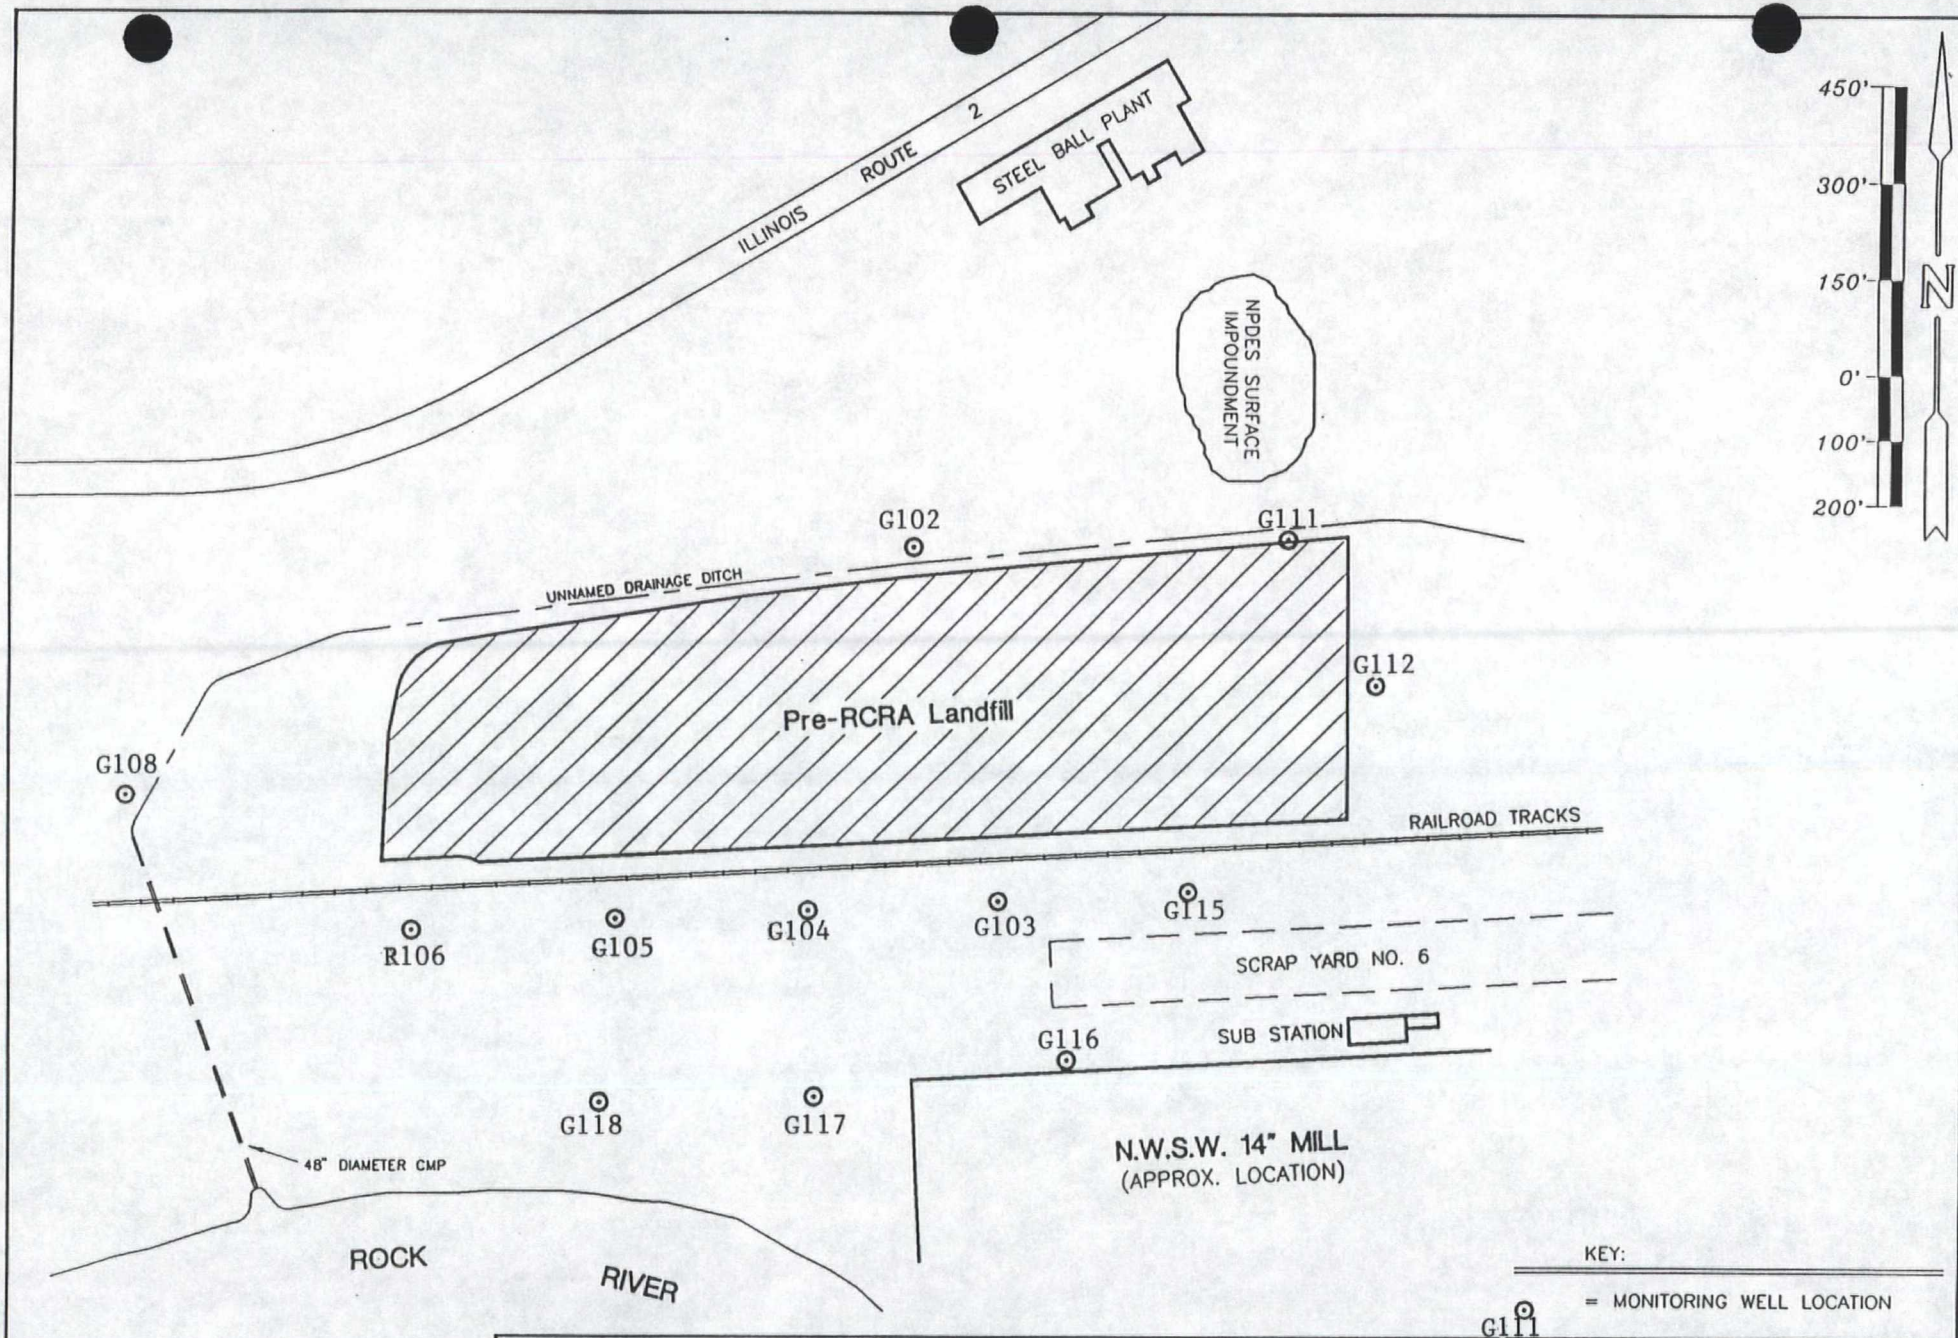 450'
300'
150'
0'
100'
200'
N
ILLINOIS ROUTE 2
STEEL BALL PLANT
NPDES SURFACE
IMPOUNDMENT
G102
G111
UNNAMED DRAINAGE DITCH
G112
Pre-RCRA Landfill
G108
RAILROAD TRACKS
R106
G105
G104
G103
G115
SCRAP YARD NO. 6
SUB STATION
G116
G118
G117
N.W.S.W. 14" MILL
(APPROX. LOCATION)
48" DIAMETER CMP
ROCK RIVER
KEY:
= MONITORING WELL LOCATION
G111